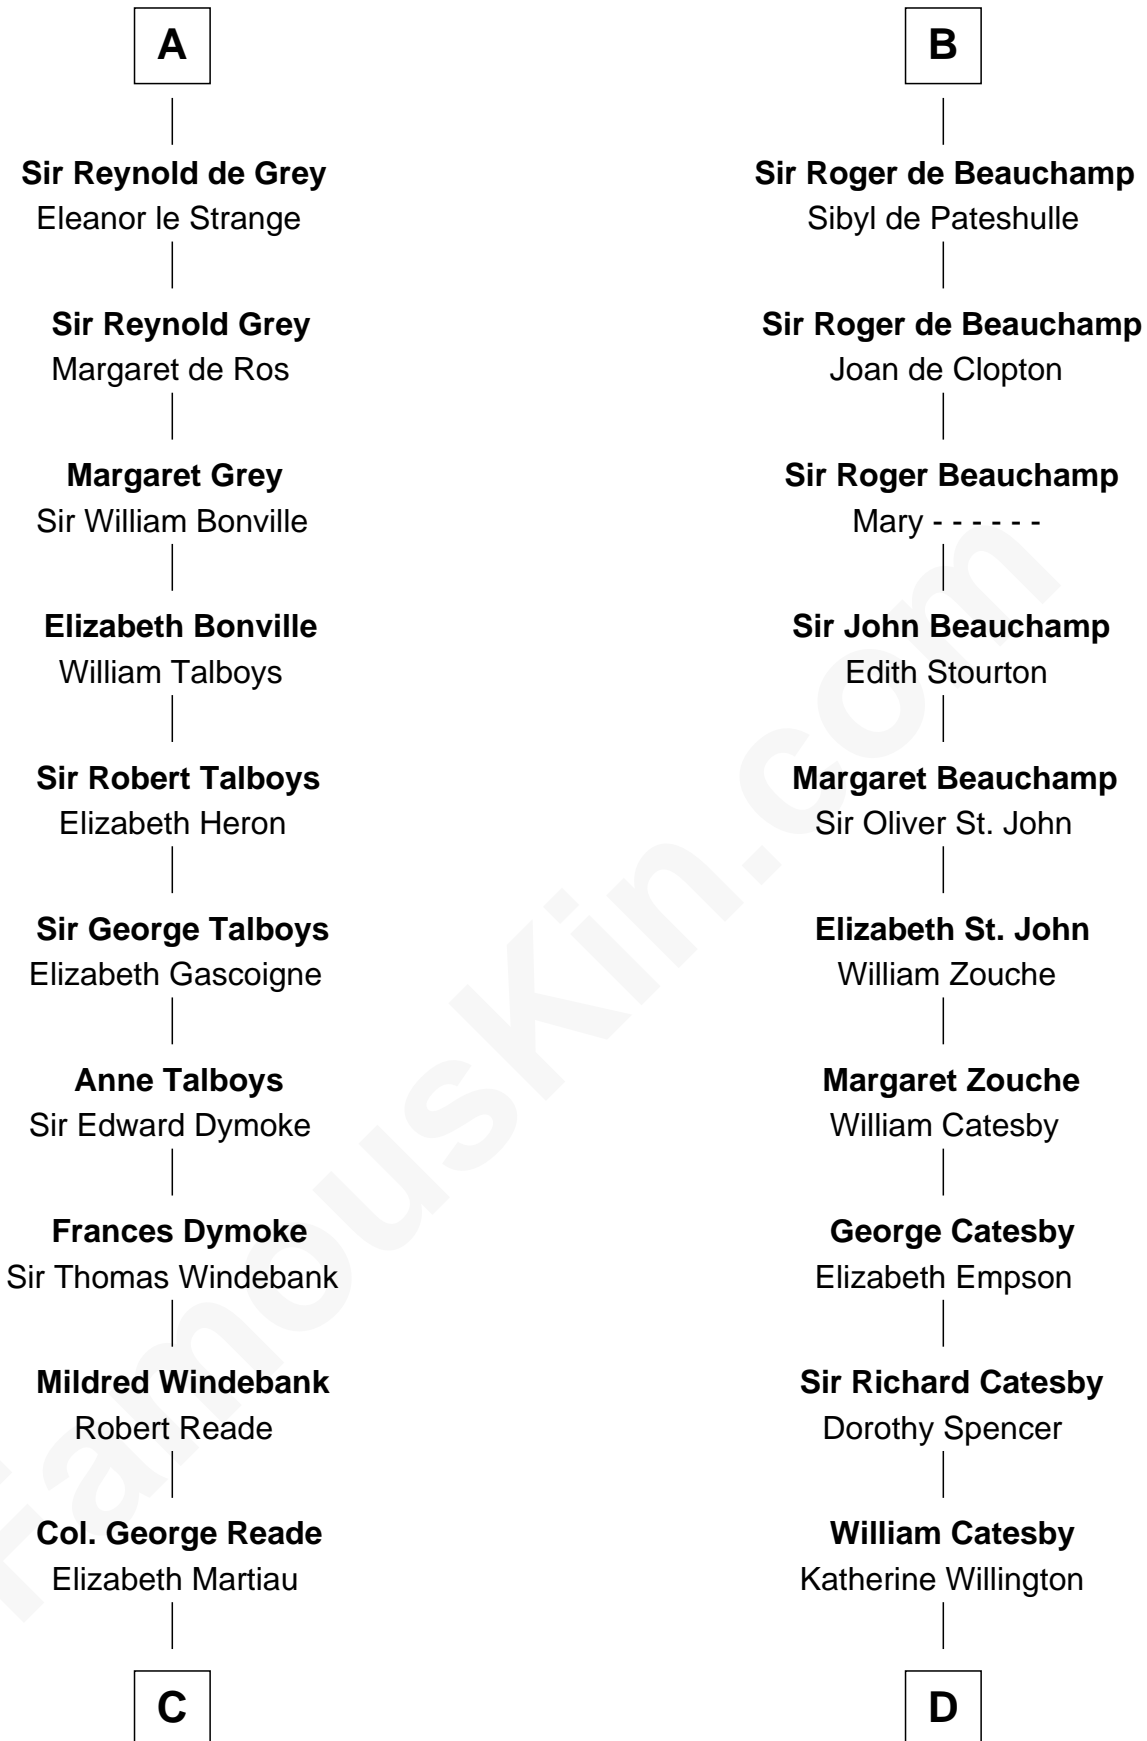 A
Sir Reynold de Grey
Eleanor le Strange
Sir Reynold Grey
Margaret de Ros
Margaret Grey
Sir William Bonville
Elizabeth Bonville
William Talboys
Sir Robert Talboys
Elizabeth Heron
Sir George Talboys
Elizabeth Gascoigne
Anne Talboys
Sir Edward Dymoke
Frances Dymoke
Sir Thomas Windebank
Mildred Windebank
Robert Reade
Col. George Reade
Elizabeth Martiau
C
B
Sir Roger de Beauchamp
Sibyl de Pateshulle
Sir Roger de Beauchamp
Joan de Clopton
Sir Roger Beauchamp
Mary - - - - - -
Sir John Beauchamp
Edith Stourton
Margaret Beauchamp
Sir Oliver St. John
Elizabeth St. John
William Zouche
Margaret Zouche
William Catesby
George Catesby
Elizabeth Empson
Sir Richard Catesby
Dorothy Spencer
William Catesby
Katherine Willington
D
FamousKin.com